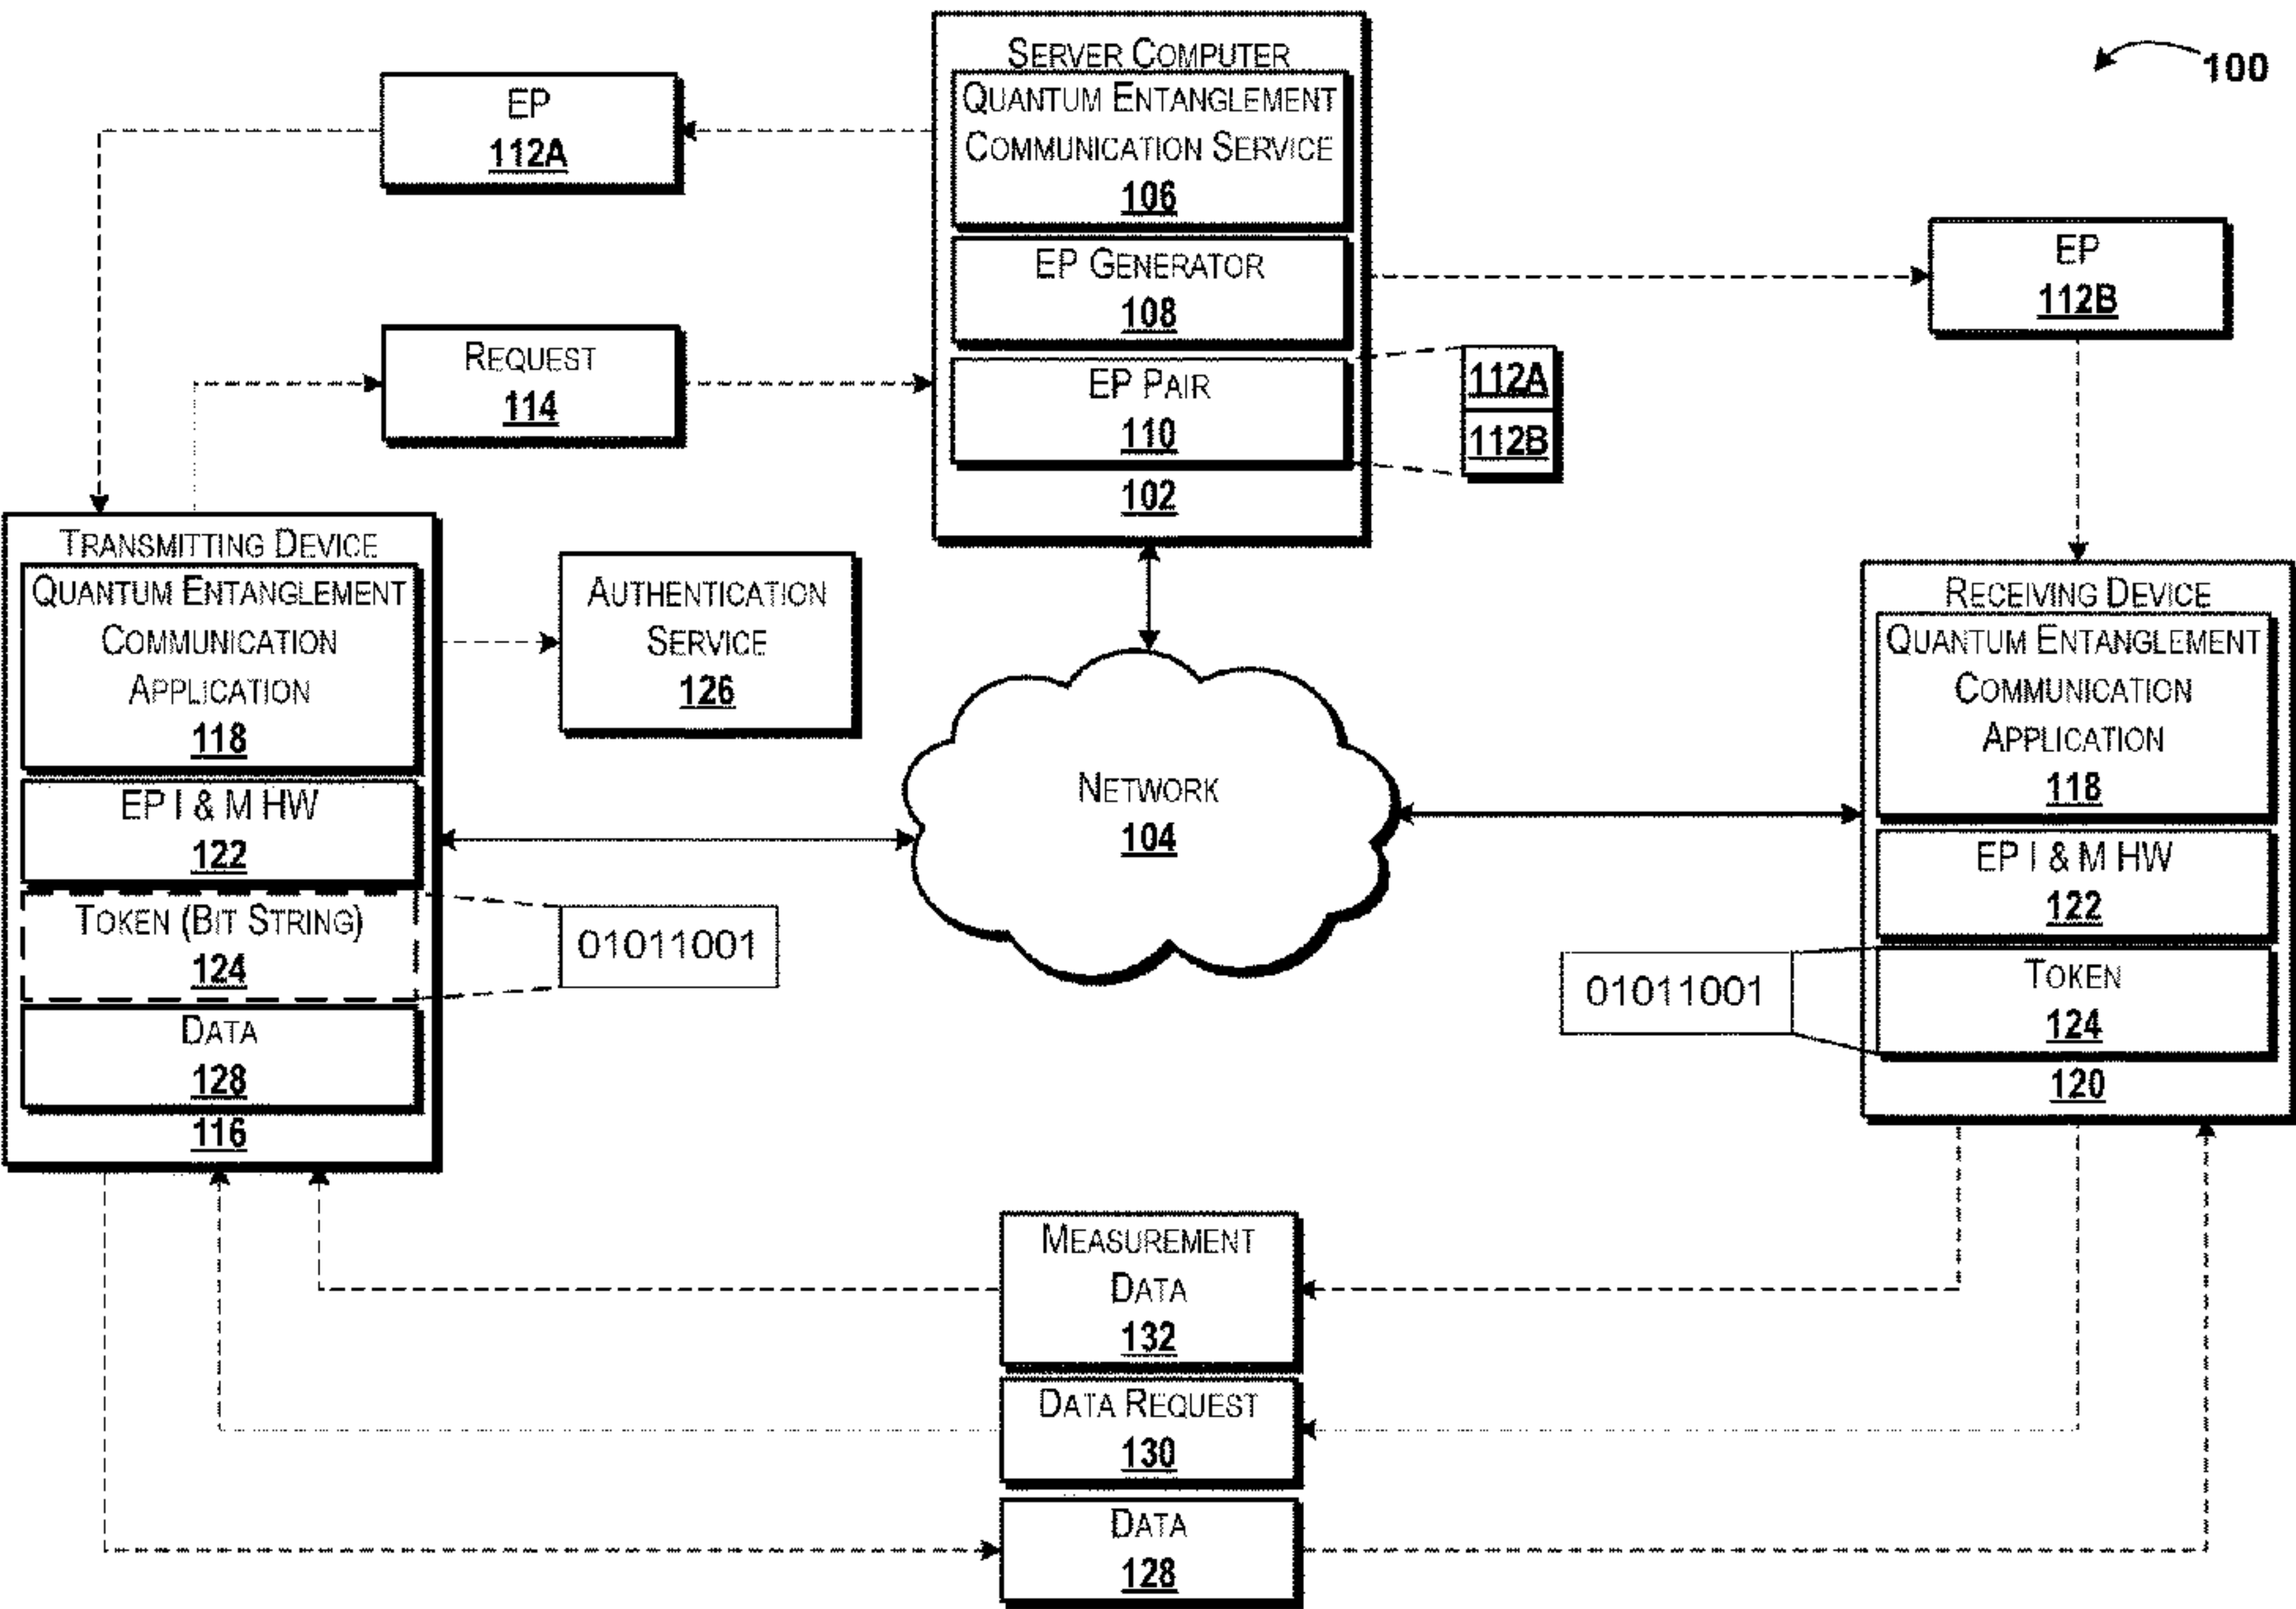 100
SERVER COMPUTER
QUANTUM ENTANGLEMENT
COMMUNICATION SERVICE
106
EP GENERATOR
108
EP PAIR
110
102
112A
112B
EP
112A
REQUEST
114
EP
112B
TRANSMITTING DEVICE
QUANTUM ENTANGLEMENT
COMMUNICATION
APPLICATION
118
EP I & M HW
122
TOKEN (BIT STRING)
124
DATA
128
116
01011001
AUTHENTICATION
SERVICE
126
NETWORK
104
RECEIVING DEVICE
QUANTUM ENTANGLEMENT
COMMUNICATION
APPLICATION
118
EP I & M HW
122
TOKEN
124
120
01011001
MEASUREMENT
DATA
132
DATA REQUEST
130
DATA
128